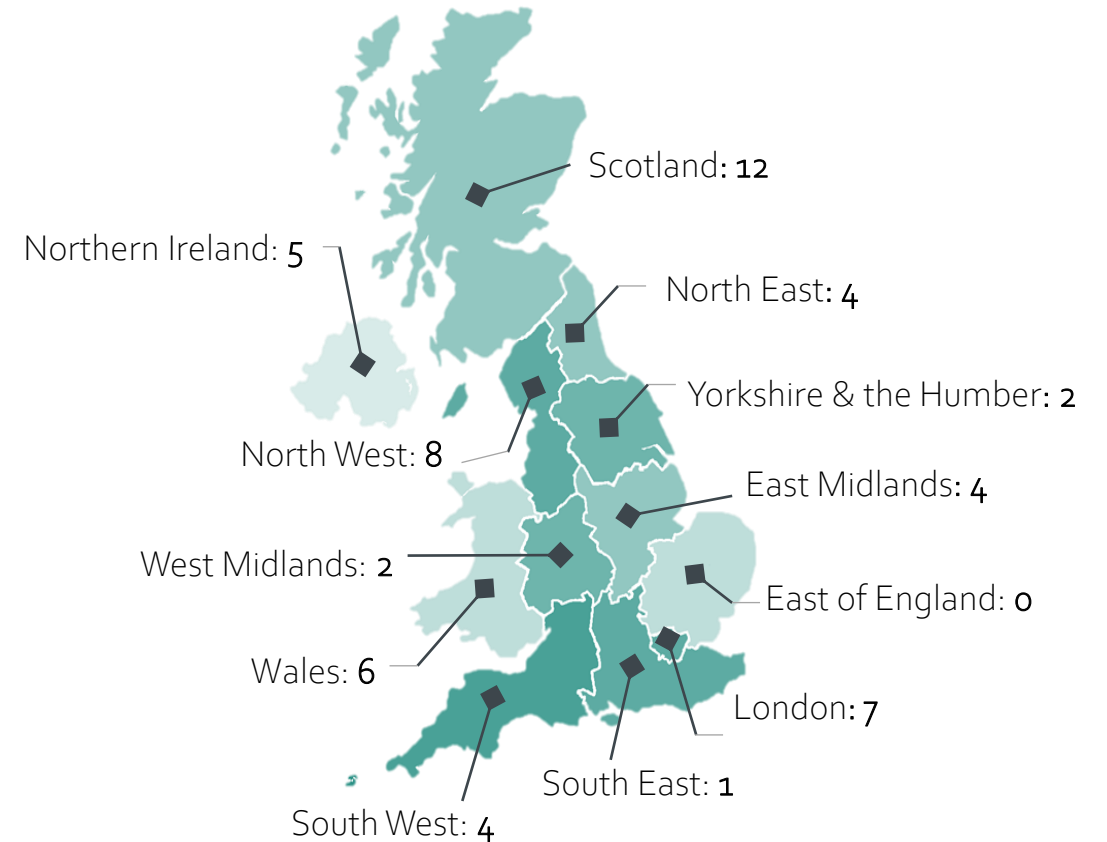 Scotland: 12
Northern Ireland: 5
North East: 4
Yorkshire & the Humber: 2
North West: 8
East Midlands: 4
West Midlands: 2
East of England: 0
Wales: 6
London: 7
South East: 1
South West: 4